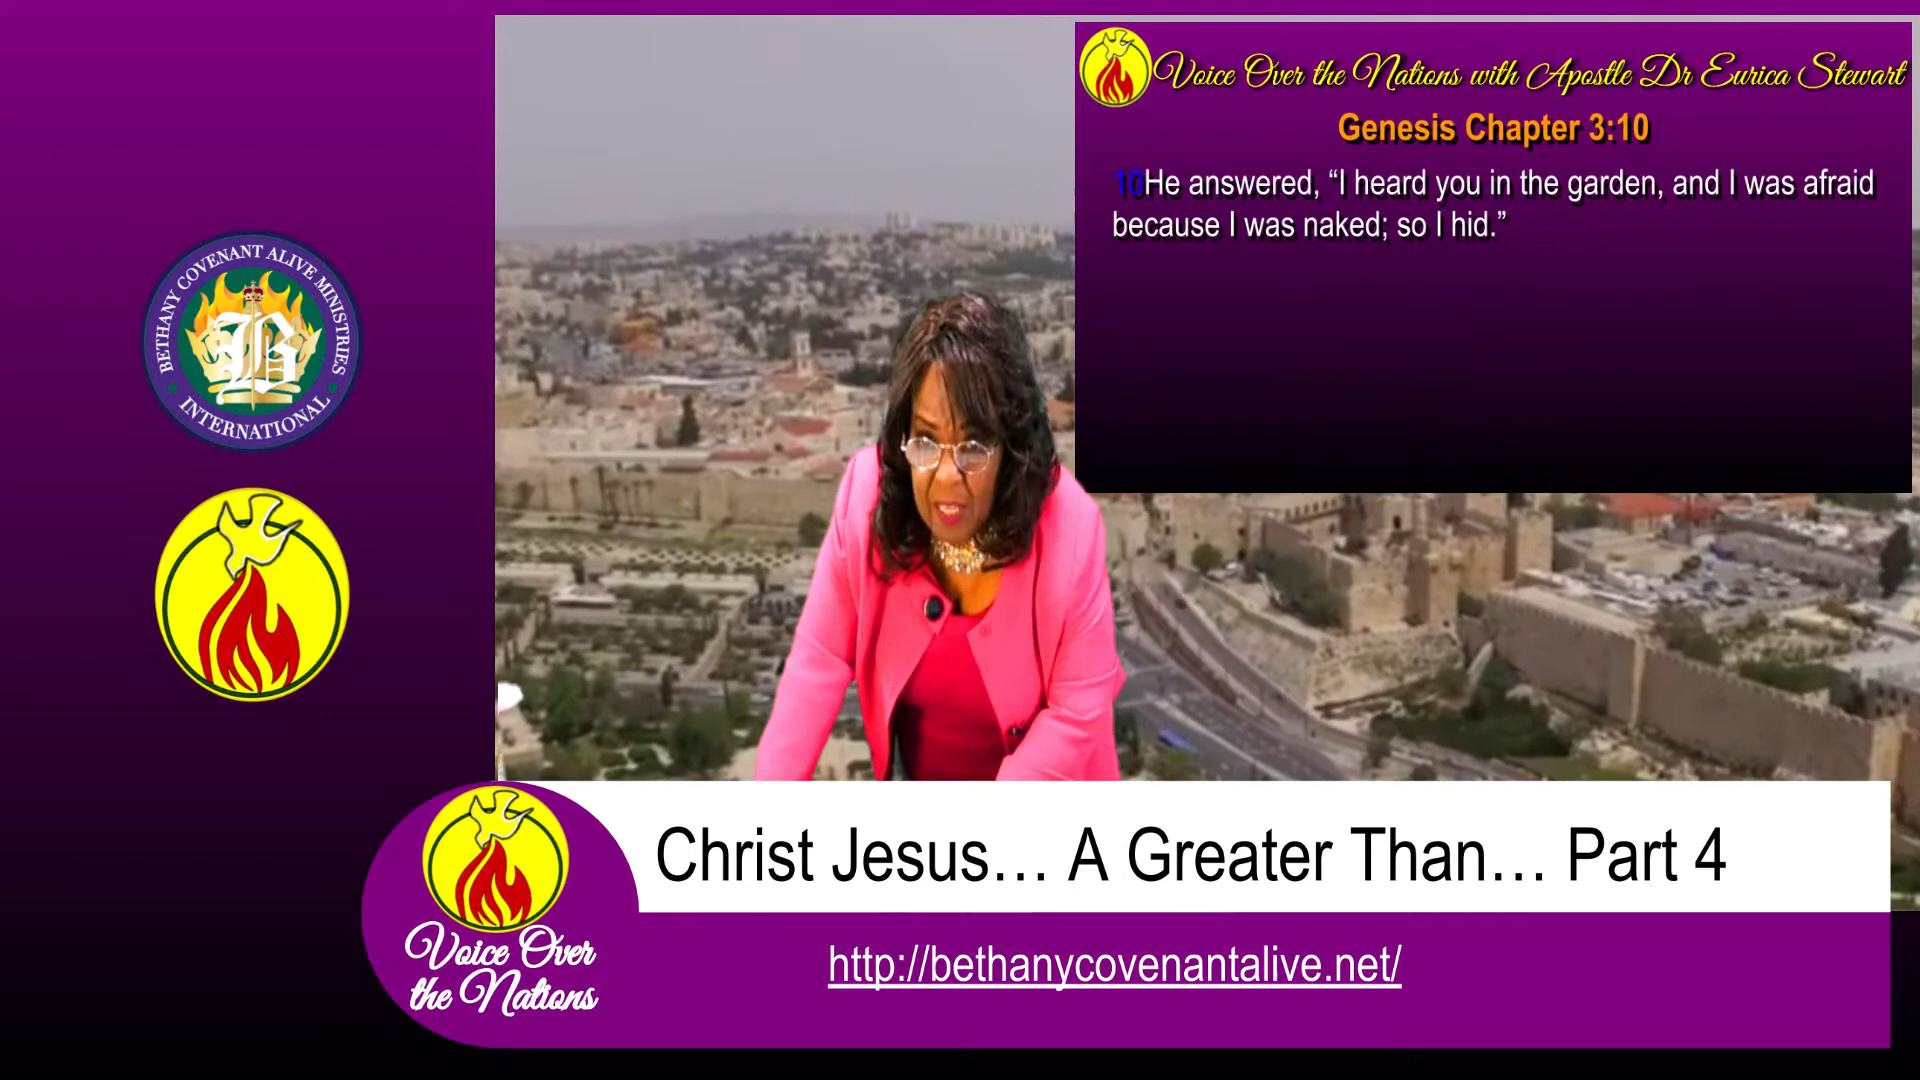 Voice Over the Nations with Apostle Dr Eurica Stewart
Genesis Chapter 3:10
10He answered, “I heard you in the garden, and I was afraid
because I was naked; so I hid.”
BETHANY COVENANT ALIVE MINISTRIES
B
INTERNATIONAL
Christ Jesus… A Greater Than… Part 4
Voice Over
the Nations
http://bethanycovenantalive.net/